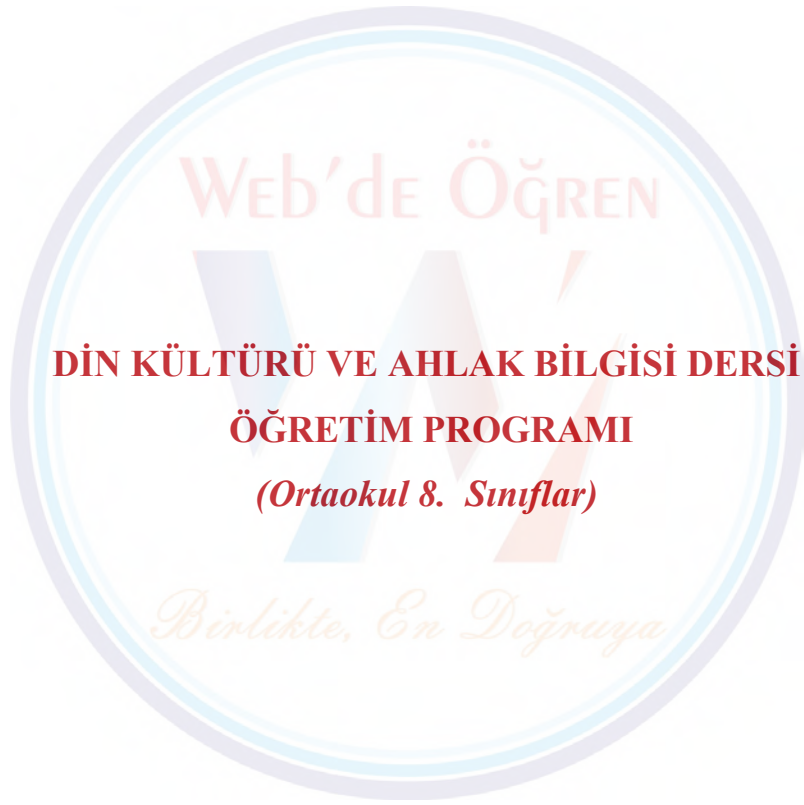 Web'de Öğren
DİN KÜLTÜRÜ VE AHLAK BİLGİSİ DERSİ
ÖĞRETİM PROGRAMI
(Ortaokul 8. Sınıflar)
Birlikte, En Doğruya